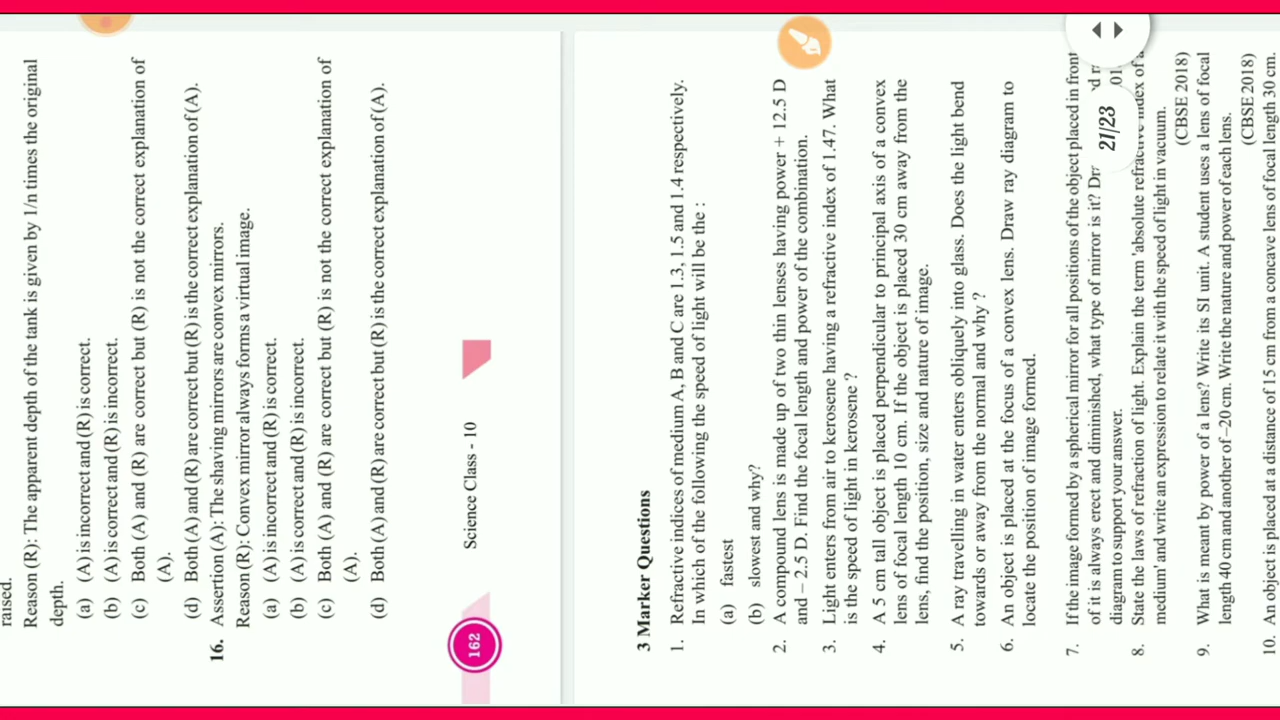 raised.
Reason (R): The apparent depth of the tank is given by 1/n times the original
depth.
(a) (A) is incorrect and (R) is correct.
(b) (A) is correct and (R) is incorrect.
(c) Both (A) and (R) are correct but (R) is not the correct explanation of
(A).
(d) Both (A) and (R) are correct but (R) is the correct explanation of (A).
16. Assertion (A): The shaving mirrors are convex mirrors.
Reason (R): Convex mirror always forms a virtual image.
(a) (A) is incorrect and (R) is correct.
(b) (A) is correct and (R) is incorrect.
(c) Both (A) and (R) are correct but (R) is not the correct explanation of
(A).
(d) Both (A) and (R) are correct but (R) is the correct explanation of (A).
162 Science Class - 10
3 Marker Questions
1. Refractive indices of medium A, B and C are 1.3, 1.5 and 1.4 respectively.
In which of the following the speed of light will be the :
(a) fastest
(b) slowest and why?
2. A compound lens is made up of two thin lenses having power + 12.5 D
and – 2.5 D. Find the focal length and power of the combination.
3. Light enters from air to kerosene having a refractive index of 1.47. What
is the speed of light in kerosene ?
4. A 5 cm tall object is placed perpendicular to principal axis of a convex
lens of focal length 10 cm. If the object is placed 30 cm away from the
lens, find the position, size and nature of image.
5. A ray travelling in water enters obliquely into glass. Does the light bend
towards or away from the normal and why ?
6. An object is placed at the focus of a convex lens. Draw ray diagram to
locate the position of image formed.
7. If the image formed by a spherical mirror for all positions of the object placed in front
of it is always erect and diminished, what type of mirror is it?
diagram to support your answer.
8. State the laws of refraction of light. Explain the term 'absolute refractive index of a
medium' and write an expression to relate it with the speed of light in vacuum.
(CBSE 2018)
9. What is meant by power of a lens? Write its SI unit. A student uses a lens of focal
length 40 cm and another of –20 cm. Write the nature and power of each lens.
(CBSE 2018)
10. An object is placed at a distance of 15 cm from a concave lens of focal length 30 cm.
21/23